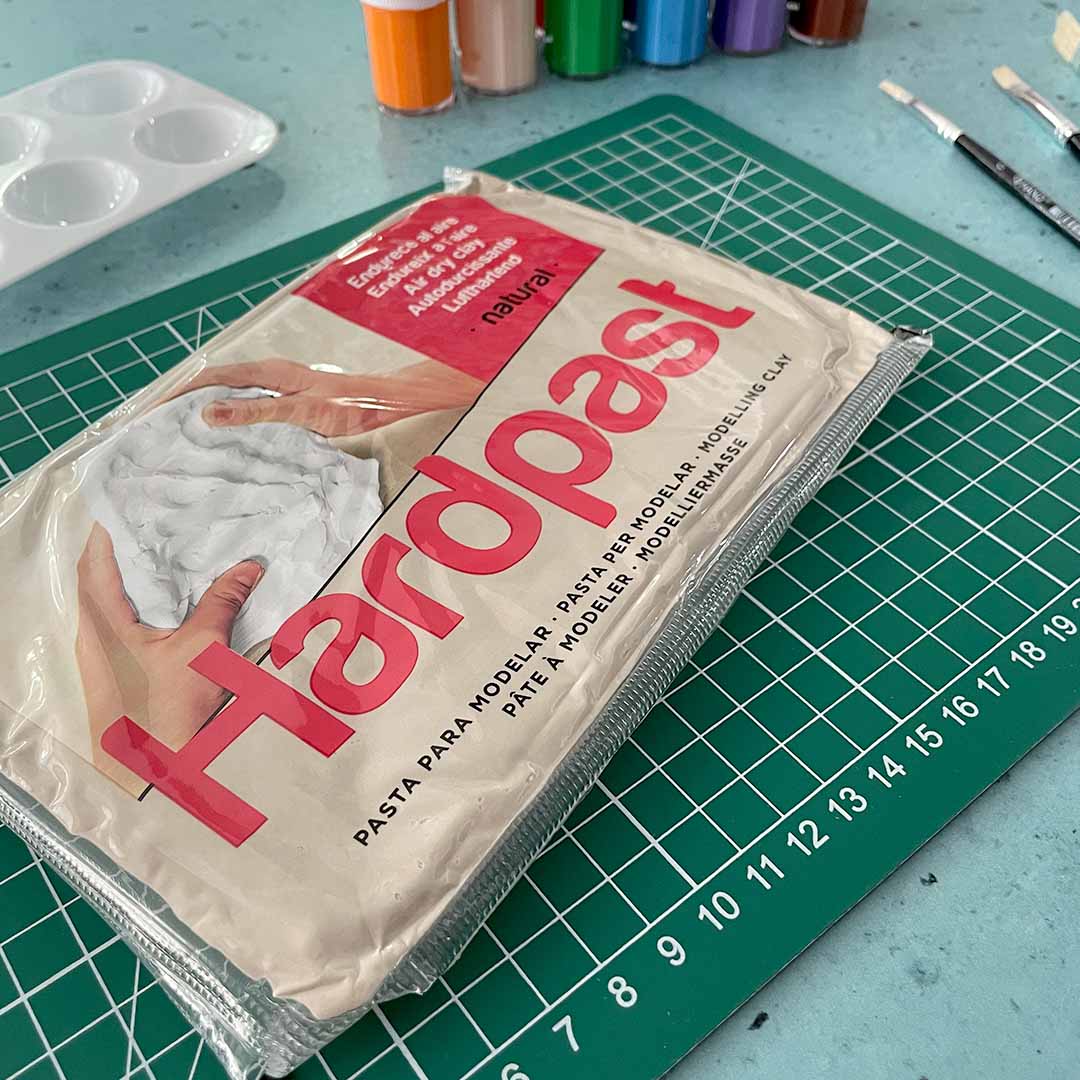 Endurece al aire
Endureix a l'aire
Air dry clay
Autodurcissante
Lufthärtend
· natural ·
Hardpast
PASTA PARA MODELAR · PASTA PER MODELAR · MODELLING CLAY
PÂTE À MODELER · MODELLIERMASSE
6 7 8 9 10 11 12 13 14 15 16 17 18 19